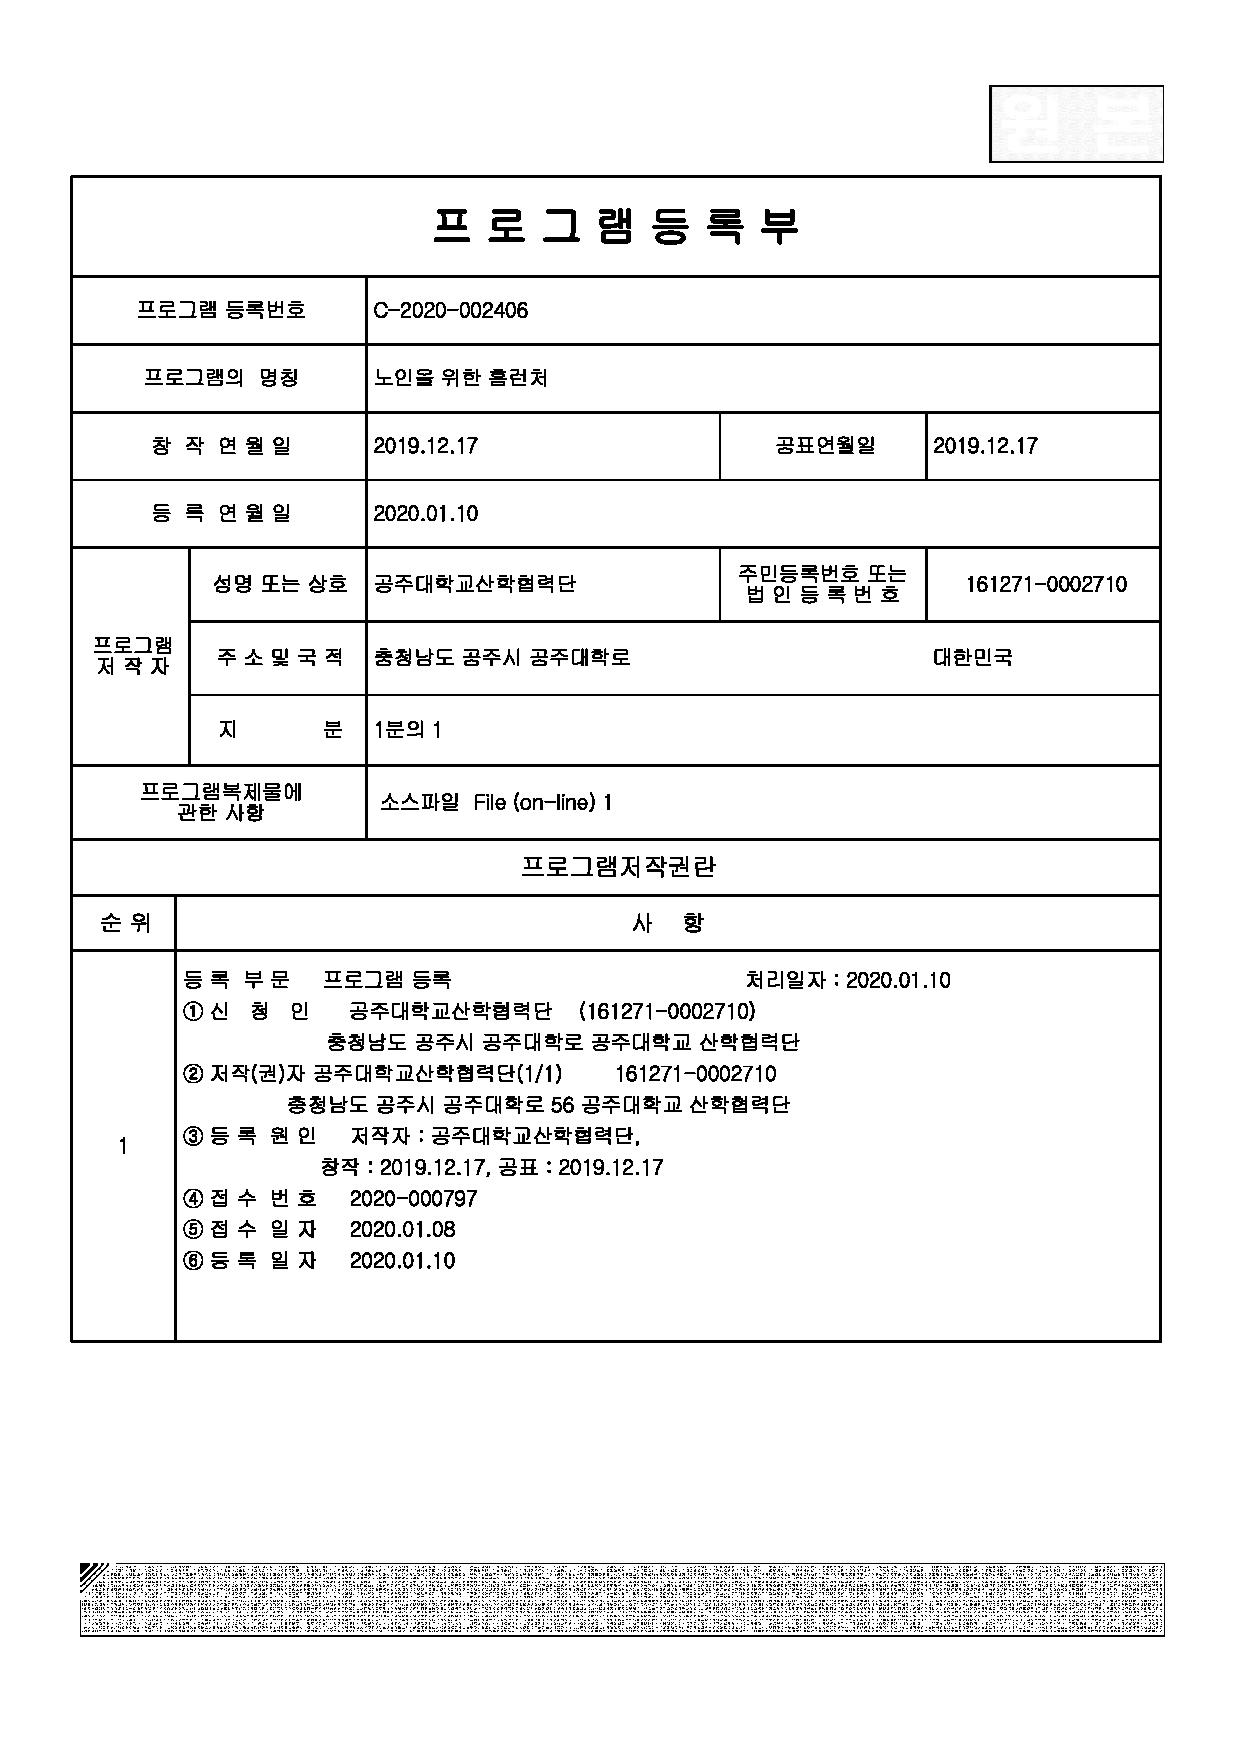 원 본
프 로 그 램 등 록 부
프로그램 등록번호 C-2020-002406
프로그램의 명칭 노인을 위한 홈런처
창 작 연 월 일 2019.12.17 공표연월일 2019.12.17
등 록 연 월 일 2020.01.10
프로그램
저 작 자
성명 또는 상호 공주대학교산학협력단
주민등록번호 또는
법 인 등 록 번 호
161271-0002710
주 소 및 국 적 충청남도 공주시 공주대학로 대한민국
지 분 1분의 1
프로그램복제물에
관한 사항
소스파일 File (on-line) 1
프로그램저작권란
순 위 사 항
1
등 록 부 문 프로그램 등록 처리일자 : 2020.01.10
① 신 청 인 공주대학교산학협력단 (161271-0002710)
충청남도 공주시 공주대학로 공주대학교 산학협력단
② 저작(권)자 공주대학교산학협력단(1/1) 161271-0002710
충청남도 공주시 공주대학로 56 공주대학교 산학협력단
③ 등 록 원 인 저작자 : 공주대학교산학협력단,
창작 : 2019.12.17, 공표 : 2019.12.17
④ 접 수 번 호 2020-000797
⑤ 접 수 일 자 2020.01.08
⑥ 등 록 일 자 2020.01.10